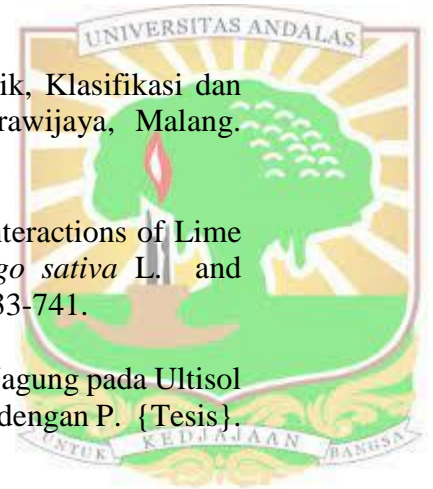 UNIVERSITAS ANDALAS
ik, Klasifikasi dan
rawijaya, Malang.
nteractions of Lime
go sativa L. and
33-741.
Jagung pada Ultisol
dengan P. {Tesis}.
UNTUK KEDJAJAAN BANGSA